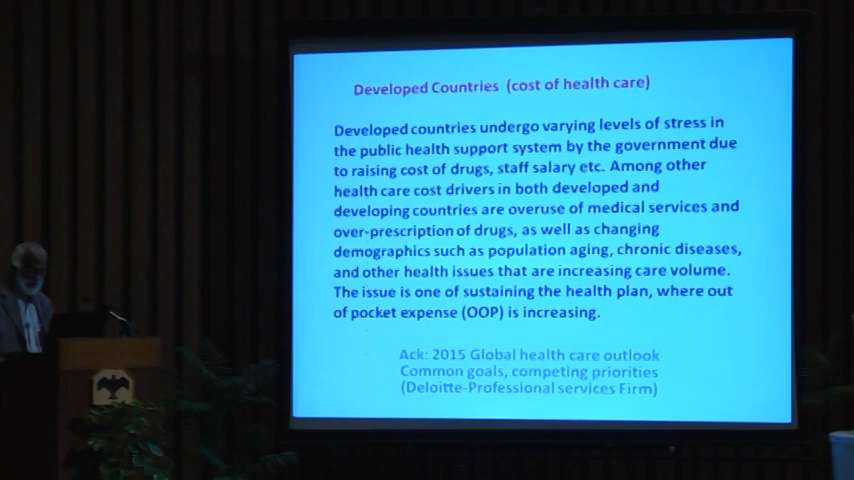 Developed Countries (cost of health care)
Developed countries undergo varying levels of stress in
the public health support system by the government due
to raising cost of drugs, staff salary etc. Among other
health care cost drivers in both developed and
developing countries are overuse of medical services and
over-prescription of drugs, as well as changing
demographics such as population aging, chronic diseases,
and other health issues that are increasing care volume.
The issue is one of sustaining the health plan, where out
of pocket expense (OOP) is increasing.
Ack: 2015 Global health care outlook
Common goals, competing priorities
(Deloitte-Professional services Firm)